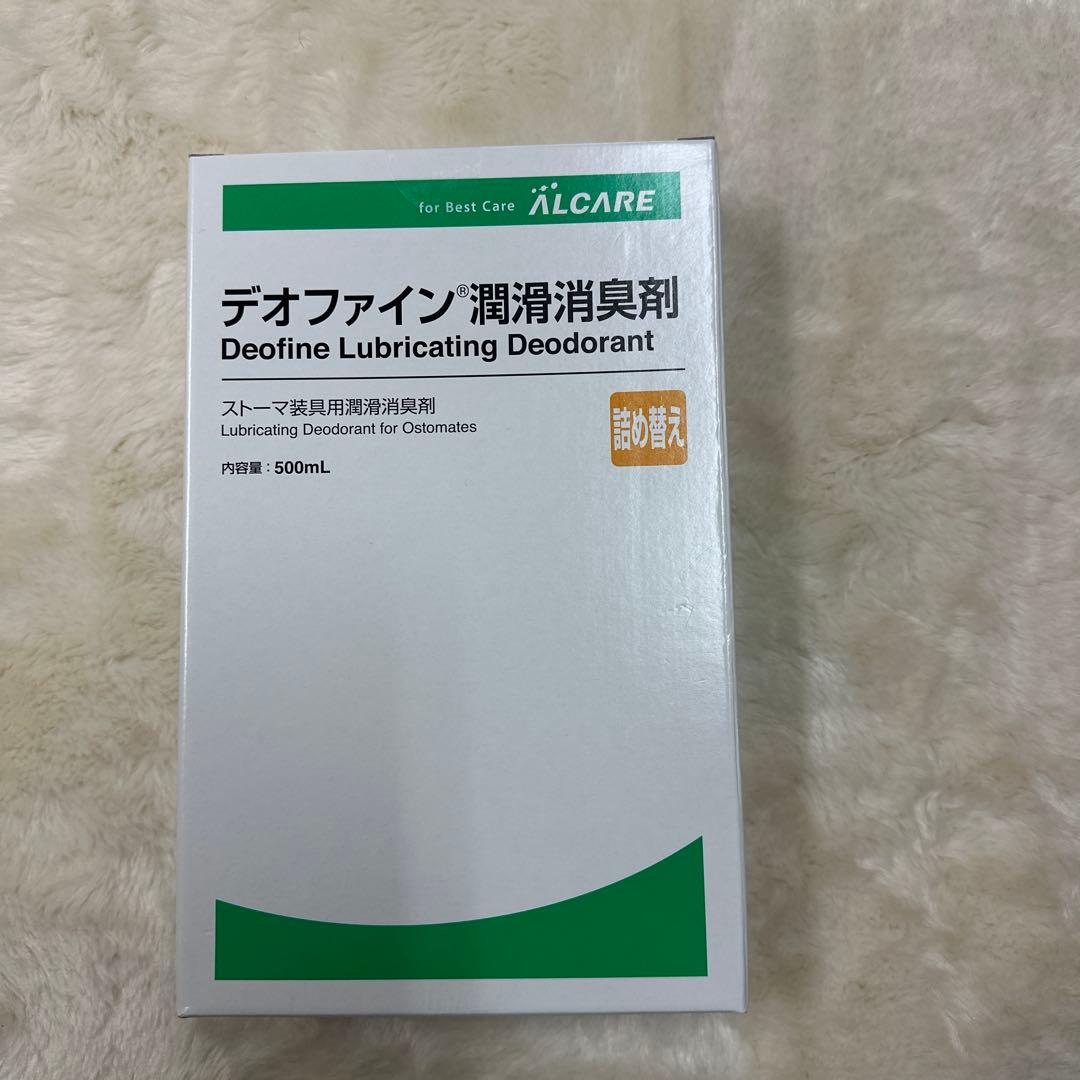 for Best Care ALCARE
デオファイン®潤滑消臭剤
Deofine Lubricating Deodorant
ストーマ装具用潤滑消臭剤
Lubricating Deodorant for Ostomates
詰め替え
内容量：500mL